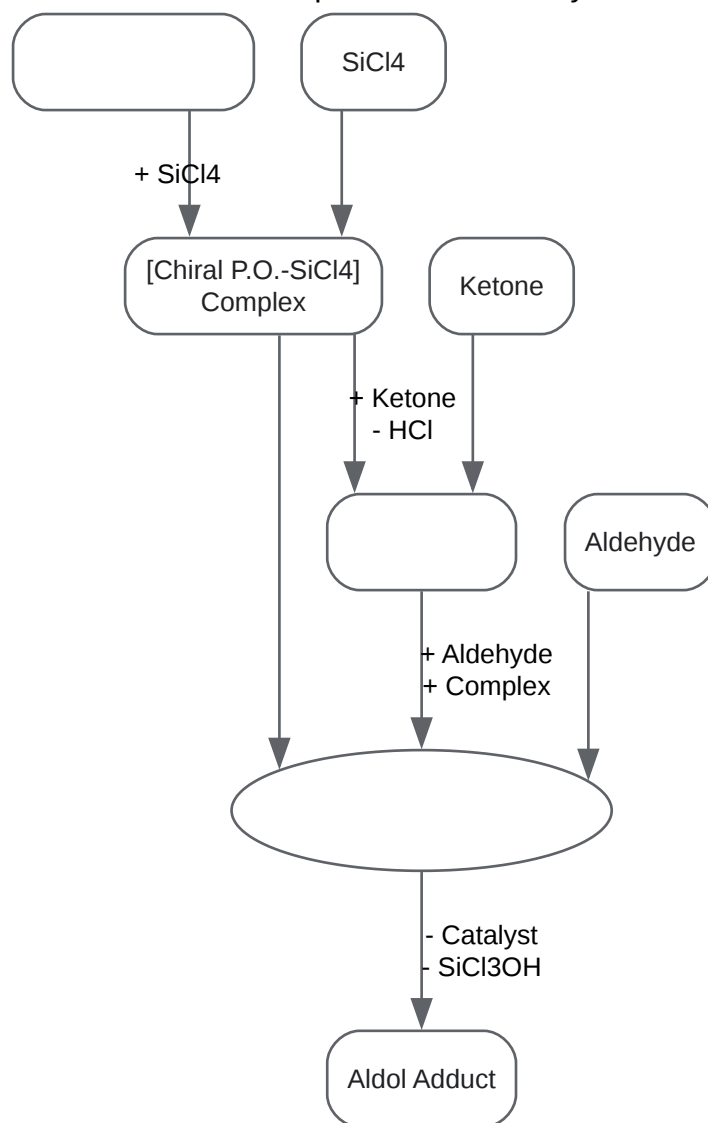 SiCl4
+ SiCl4
[Chiral P.O.-SiCl4]
Complex
Ketone
+ Ketone
- HCl
Aldehyde
+ Aldehyde
+ Complex
- Catalyst
- SiCl3OH
Aldol Adduct